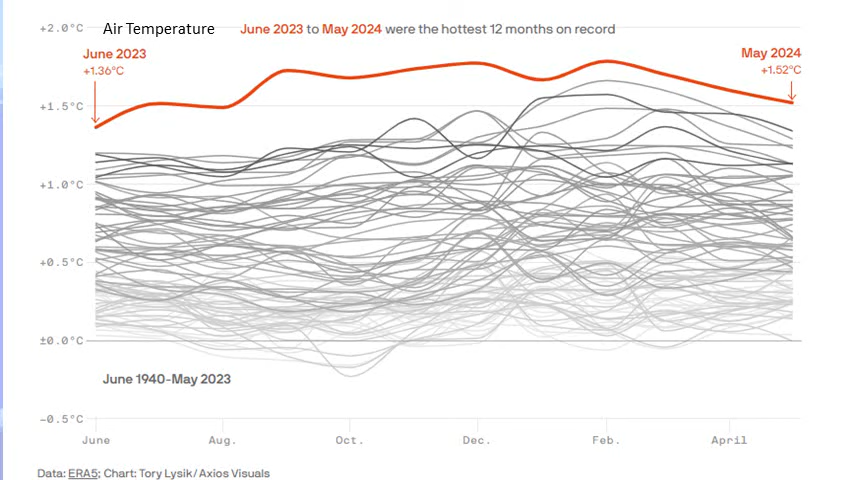 +2.0°C
Air Temperature
June 2023 to May 2024 were the hottest 12 months on record
June 2023
+1.36°C
May 2024
+1.52°C
+1.5°C
+1.0°C
+0.5°C
±0.0°C
June 1940-May 2023
-0.5°C
June Aug. Oct. Dec. Feb. April
Data: ERA5; Chart: Tory Lysik/Axios Visuals